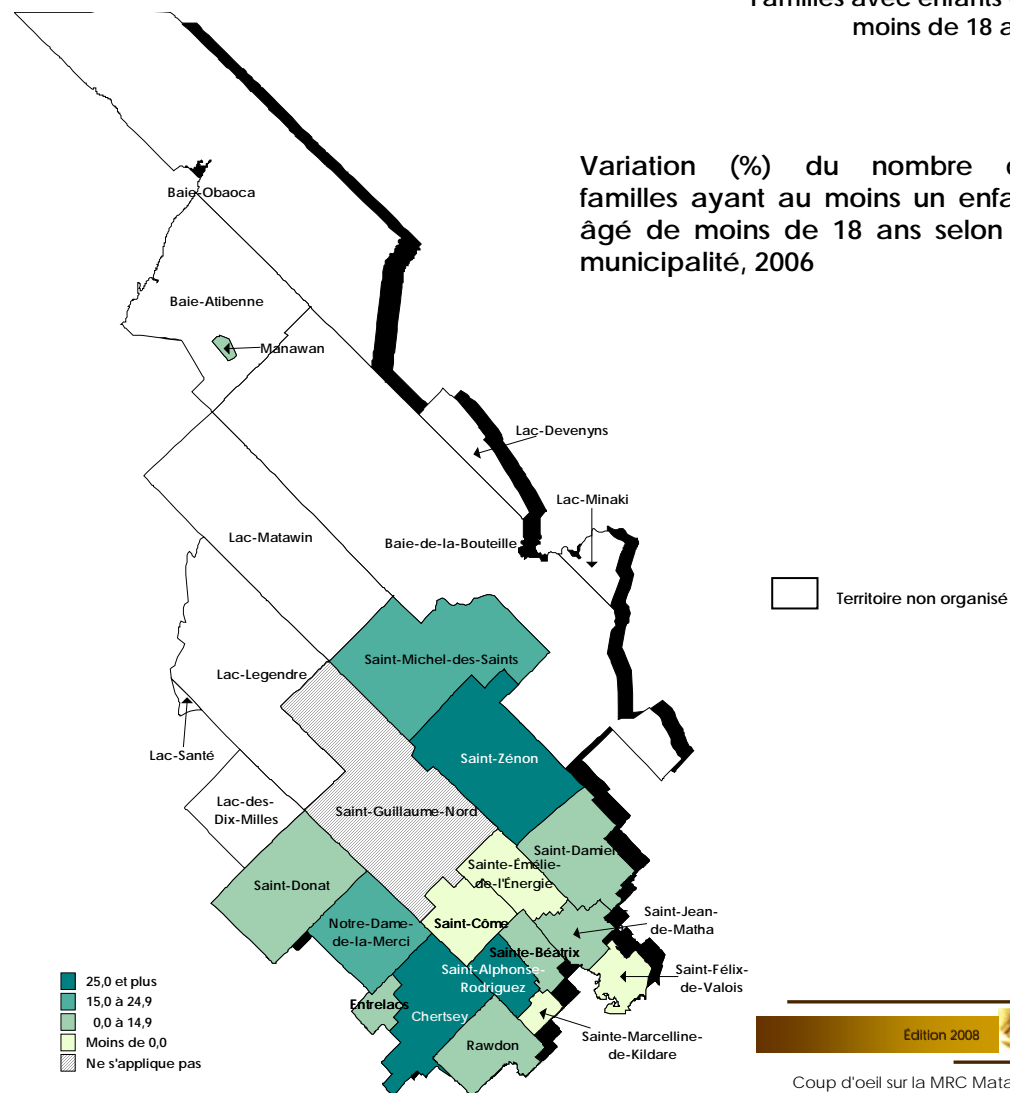 Familles avec enfants
moins de 18 a
Variation (%) du nombre
familles ayant au moins un enfa
âgé de moins de 18 ans selon
municipalité, 2006
Baie-Obaoca
Baie-Atibenne
Manawan
Lac-Devenyns
Lac-Minaki
Lac-Matawin
Baie-de-la-Bouteille
Territoire non organisé
Saint-Michel-des-Saints
Lac-Legendre
Lac-Santé
Saint-Zénon
Lac-des-
Dix-Milles
Saint-Guillaume-Nord
Saint-Damien
Sainte-Émélie-
de-l'Énergie
Saint-Donat
Notre-Dame-
de-la-Merci
Saint-Côme
Saint-Jean-
de-Matha
Sainte-Béatrix
Saint-Alphonse-
Rodriguez
Saint-Félix-
de-Valois
Entrelacs
Chertsey
Rawdon
Sainte-Marcelline-
de-Kildare
25,0 et plus
15,0 à 24,9
0,0 à 14,9
Moins de 0,0
Ne s'applique pas
Édition 2008
Coup d'oeil sur la MRC Mata